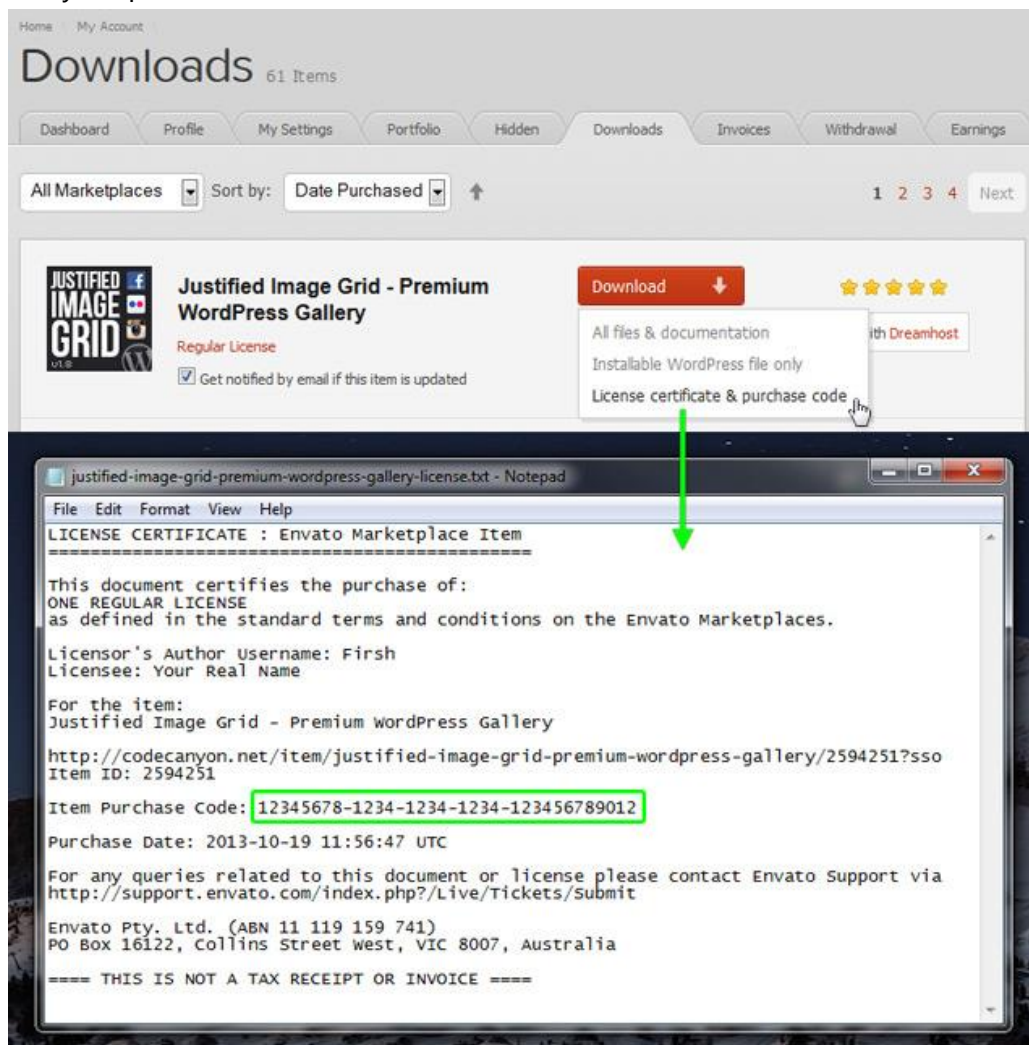 Home My Account
Downloads 61 Items
Dashboard Profile My Settings Portfolio Hidden Downloads Invoices Withdrawal Earnings
All Marketplaces Sort by: Date Purchased 1 2 3 4 Next
JUSTIFIED
IMAGE
GRID
v1.8
Justified Image Grid - Premium
WordPress Gallery
Regular License
Get notified by email if this item is updated
Download
All files & documentation
Installable WordPress file only
License certificate & purchase code
ith Dreamhost
justified-image-grid-premium-wordpress-gallery-license.txt - Notepad
File Edit Format View Help
LICENSE CERTIFICATE : Envato Marketplace Item
==============================================
This document certifies the purchase of:
ONE REGULAR LICENSE
as defined in the standard terms and conditions on the Envato Marketplaces.
Licensor's Author Username: Firsh
Licensee: Your Real Name
For the item:
Justified Image Grid - Premium WordPress Gallery
http://codecanyon.net/item/justified-image-grid-premium-wordpress-gallery/2594251?sso
Item ID: 2594251
Item Purchase Code: 12345678-1234-1234-1234-123456789012
Purchase Date: 2013-10-19 11:56:47 UTC
For any queries related to this document or license please contact Envato Support via
http://support.envato.com/index.php?/Live/Tickets/Submit
Envato Pty. Ltd. (ABN 11 119 159 741)
PO Box 16122, Collins Street West, VIC 8007, Australia
==== THIS IS NOT A TAX RECEIPT OR INVOICE ====